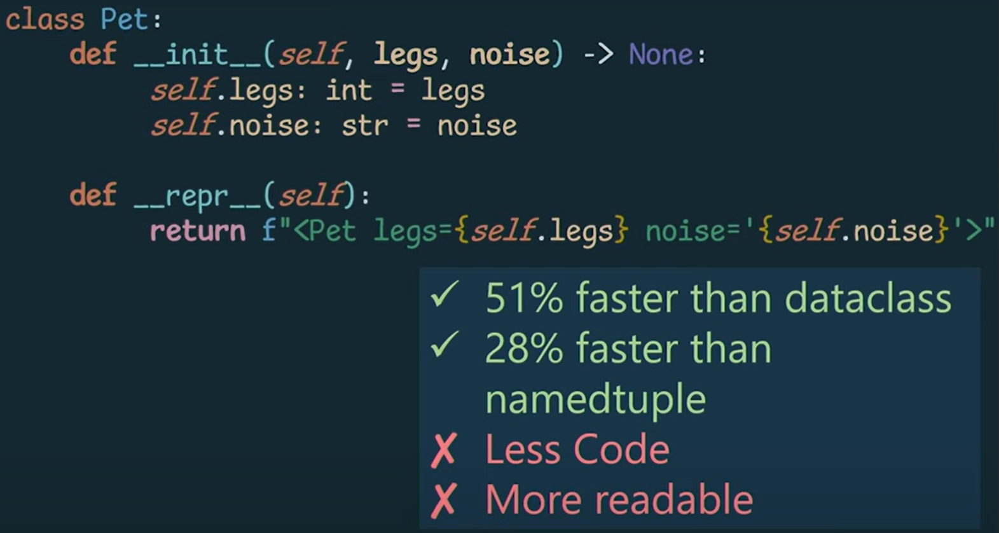 class Pet:
    def __init__(self, legs, noise) -> None:
        self.legs: int = legs
        self.noise: str = noise

    def __repr__(self):
        return f"<Pet legs={self.legs} noise='{self.noise}'>"
✓ 51% faster than dataclass
✓ 28% faster than
namedtuple
✗ Less Code
✗ More readable